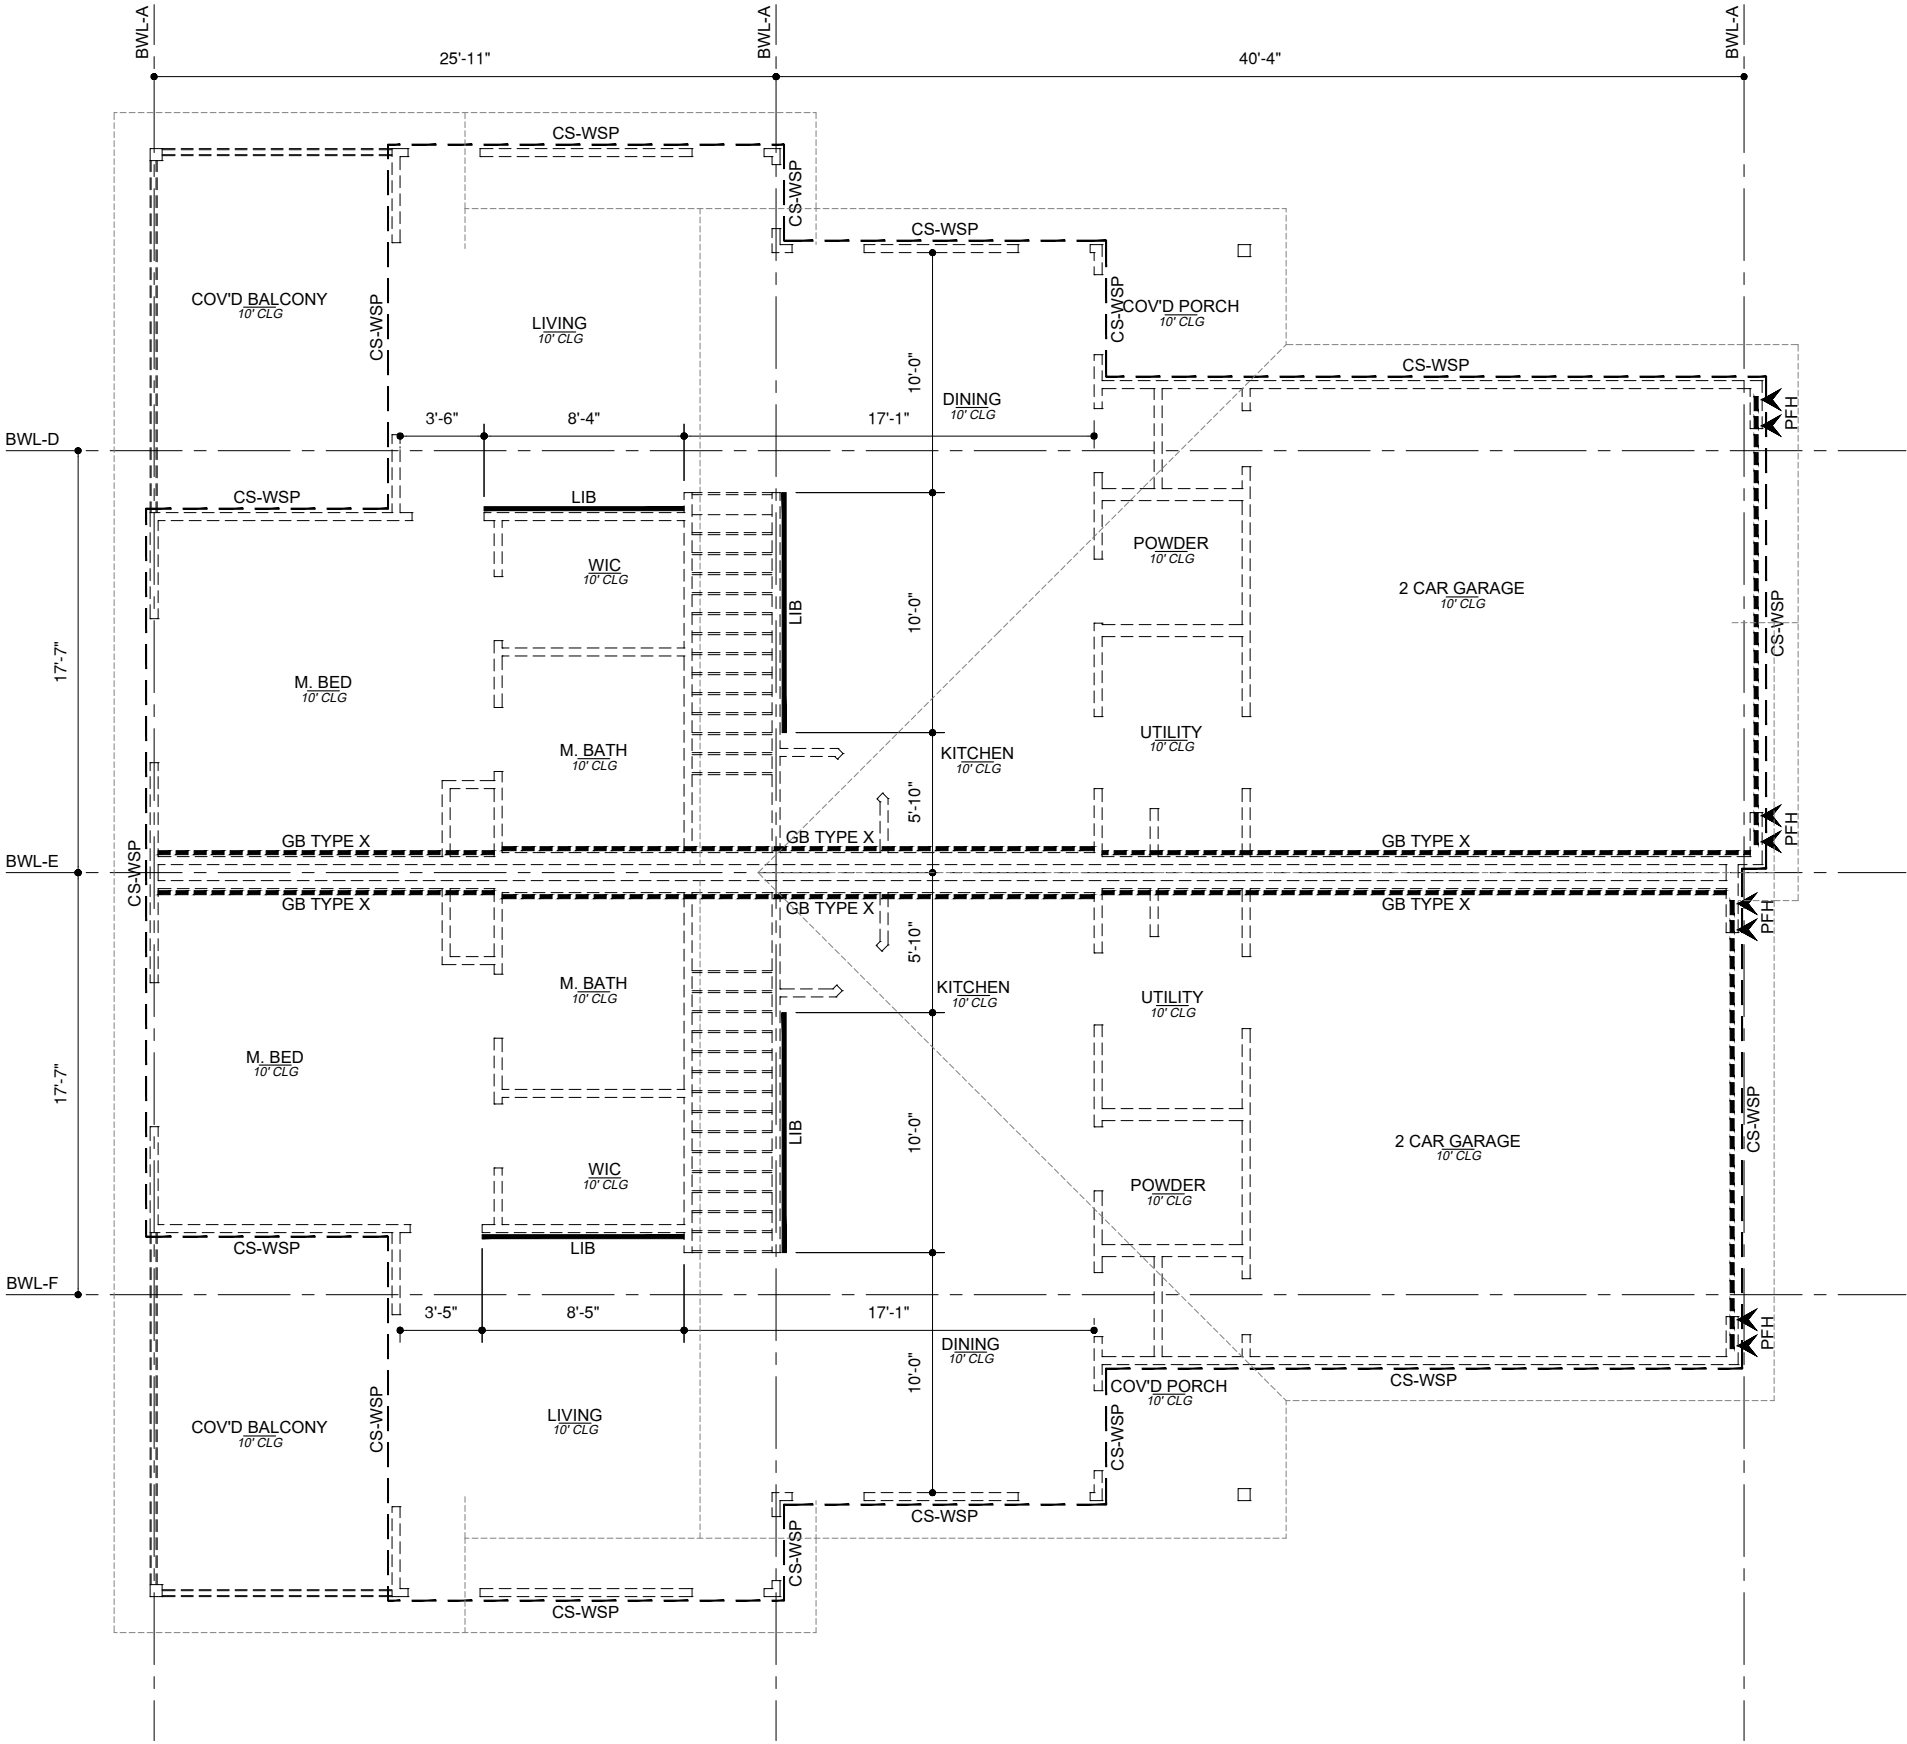 BWL-A
BWL-A
BWL-A
25'-11"
40'-4"
CS-WSP
CS-WSP
CS-WSP
COV'D BALCONY
10' CLG
CS-WSP
LIVING
10' CLG
CS-WSP
COV'D PORCH
10' CLG
CS-WSP
10'-0"
DINING
10' CLG
PFH
3'-6"
8'-4"
17'-1"
BWL-D
CS-WSP
LIB
WIC
10' CLG
LIB
10'-0"
POWDER
10' CLG
2 CAR GARAGE
10' CLG
CS-WSP
17'-7"
M. BED
10' CLG
M. BATH
10' CLG
KITCHEN
10' CLG
UTILITY
10' CLG
5'-10"
PFH
GB TYPE X
GB TYPE X
GB TYPE X
BWL-E
CS-WSP
GB TYPE X
GB TYPE X
GB TYPE X
PFH
5'-10"
M. BATH
10' CLG
KITCHEN
10' CLG
UTILITY
10' CLG
17'-7"
M. BED
10' CLG
LIB
10'-0"
CS-WSP
2 CAR GARAGE
10' CLG
WIC
10' CLG
POWDER
10' CLG
CS-WSP
LIB
BWL-F
3'-5"
8'-5"
17'-1"
PFH
DINING
10' CLG
10'-0"
COV'D PORCH
10' CLG
CS-WSP
COV'D BALCONY
10' CLG
CS-WSP
LIVING
10' CLG
CS-WSP
CS-WSP
CS-WSP
CS-WSP